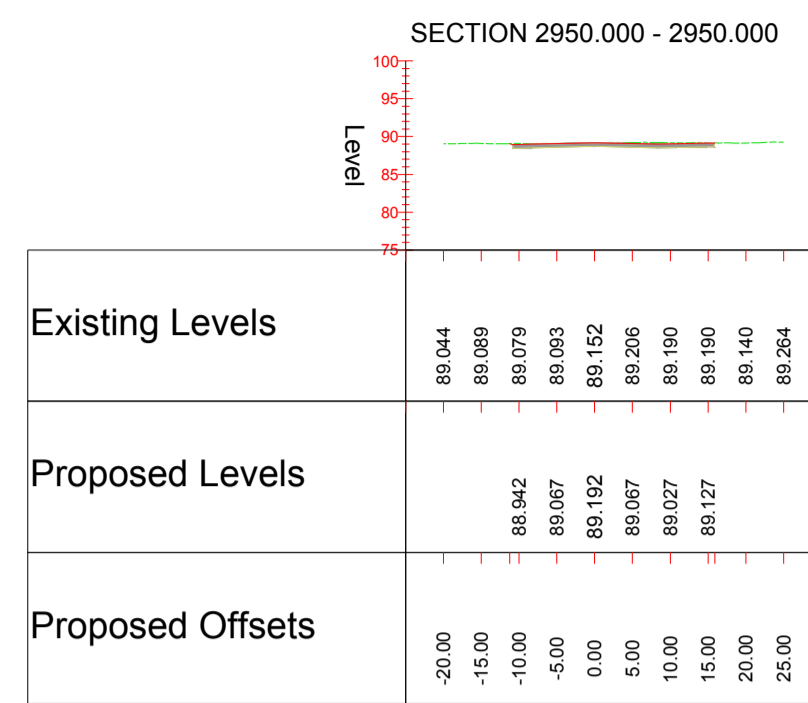 SECTION 2950.000 - 2950.000
100
95
90
85
80
75
Level
Existing Levels
89.044 89.089 89.079 89.093 89.152 89.206 89.190 89.190 89.140 89.264
Proposed Levels
88.942 89.067 89.192 89.067 89.027 89.127
Proposed Offsets
-20.00 -15.00 -10.00 -5.00 0.00 5.00 10.00 15.00 20.00 25.00